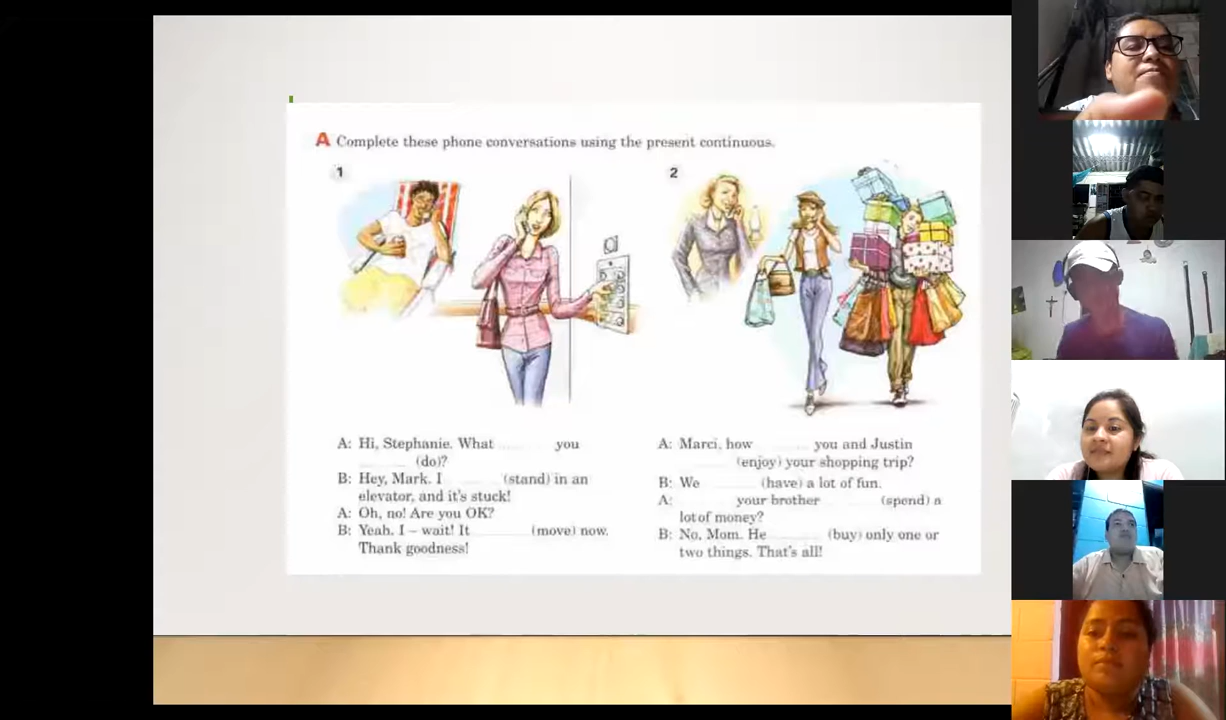 A Complete these phone conversations using the present continuous.
1
A: Hi, Stephanie. What ........ you
........ (do)?
B: Hey, Mark. I ........ (stand) in an
elevator, and it's stuck!
A: Oh, no! Are you OK?
B: Yeah. I – wait! It ........ (move) now.
Thank goodness!
2
A: Marci, how ........ you and Justin
........ (enjoy) your shopping trip?
B: We ........ (have) a lot of fun.
A: ........ your brother ........ (spend) a
lot of money?
B: No, Mom. He ........ (buy) only one or
two things. That's all!